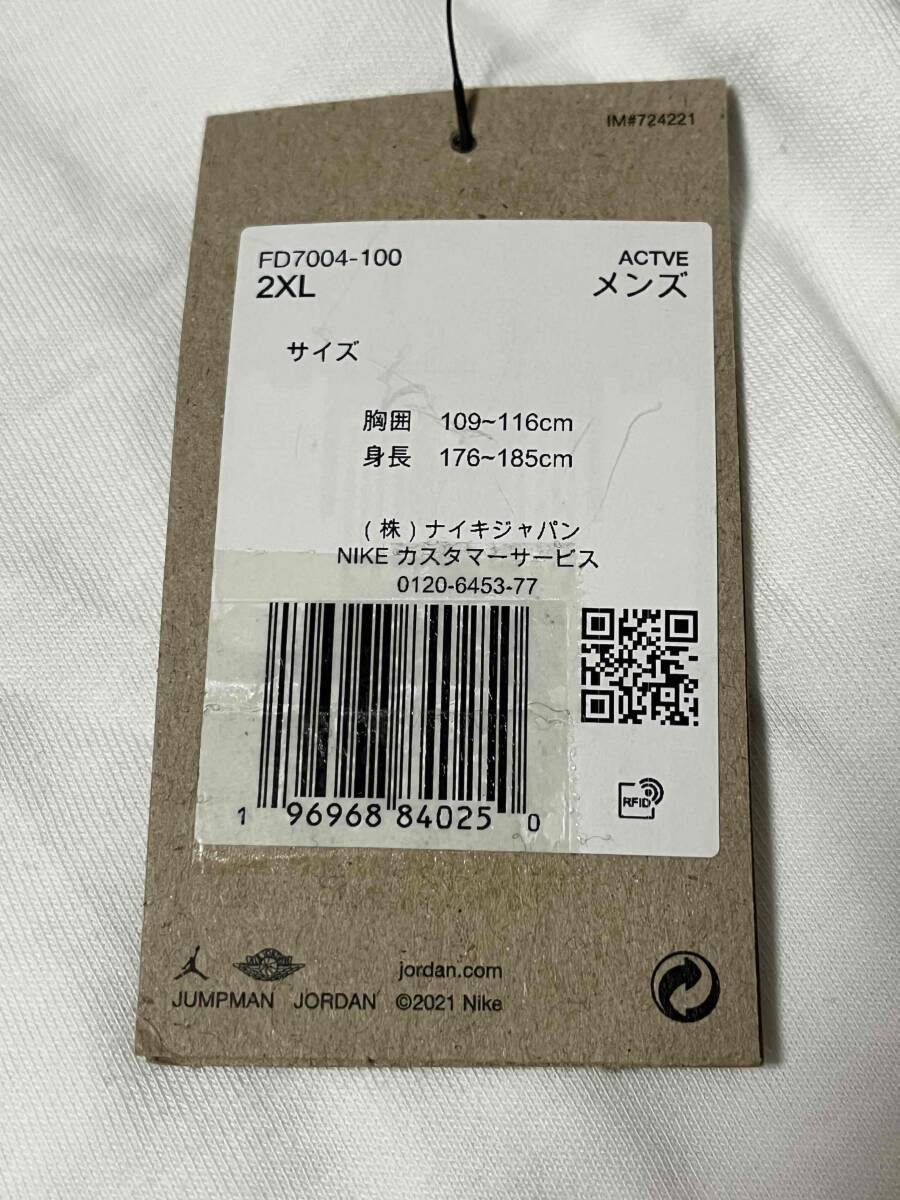 IM#724221
FD7004-100 ACTVE
2XL メンズ
サイズ
胸囲 109~116cm
身長 176~185cm
(株)ナイキジャパン
NIKE カスタマーサービス
0120-6453-77
1 96968 84025 0
RFID
jordan.com
JUMPMAN JORDAN ©2021 Nike